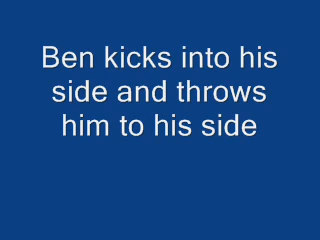 Ben kicks into his
side and throws
him to his side